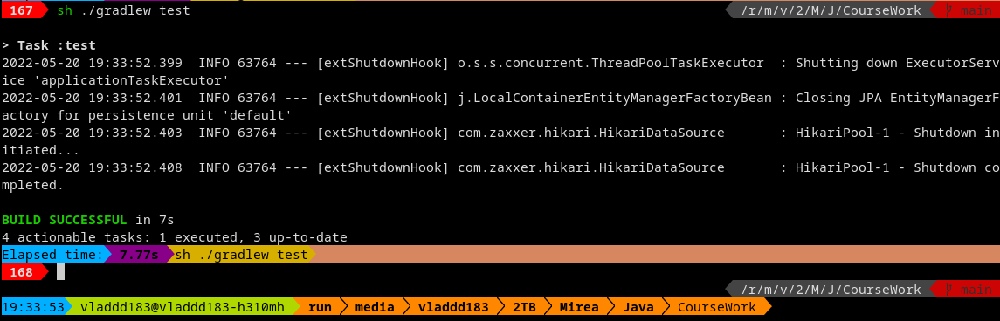 167 sh ./gradlew test /r/m/v/2/M/J/CourseWork main
> Task :test
2022-05-20 19:33:52.399  INFO 63764 --- [extShutdownHook] o.s.s.concurrent.ThreadPoolTaskExecutor  : Shutting down ExecutorServ
ice 'applicationTaskExecutor'
2022-05-20 19:33:52.401  INFO 63764 --- [extShutdownHook] j.LocalContainerEntityManagerFactoryBean : Closing JPA EntityManagerF
actory for persistence unit 'default'
2022-05-20 19:33:52.403  INFO 63764 --- [extShutdownHook] com.zaxxer.hikari.HikariDataSource       : HikariPool-1 - Shutdown in
itiated...
2022-05-20 19:33:52.408  INFO 63764 --- [extShutdownHook] com.zaxxer.hikari.HikariDataSource       : HikariPool-1 - Shutdown co
mpleted.
BUILD SUCCESSFUL in 7s
4 actionable tasks: 1 executed, 3 up-to-date
Elapsed time: 7.77s sh ./gradlew test
168
/r/m/v/2/M/J/CourseWork main
19:33:53 vladdd183@vladdd183-h310mh run media vladdd183 2TB Mirea Java CourseWork